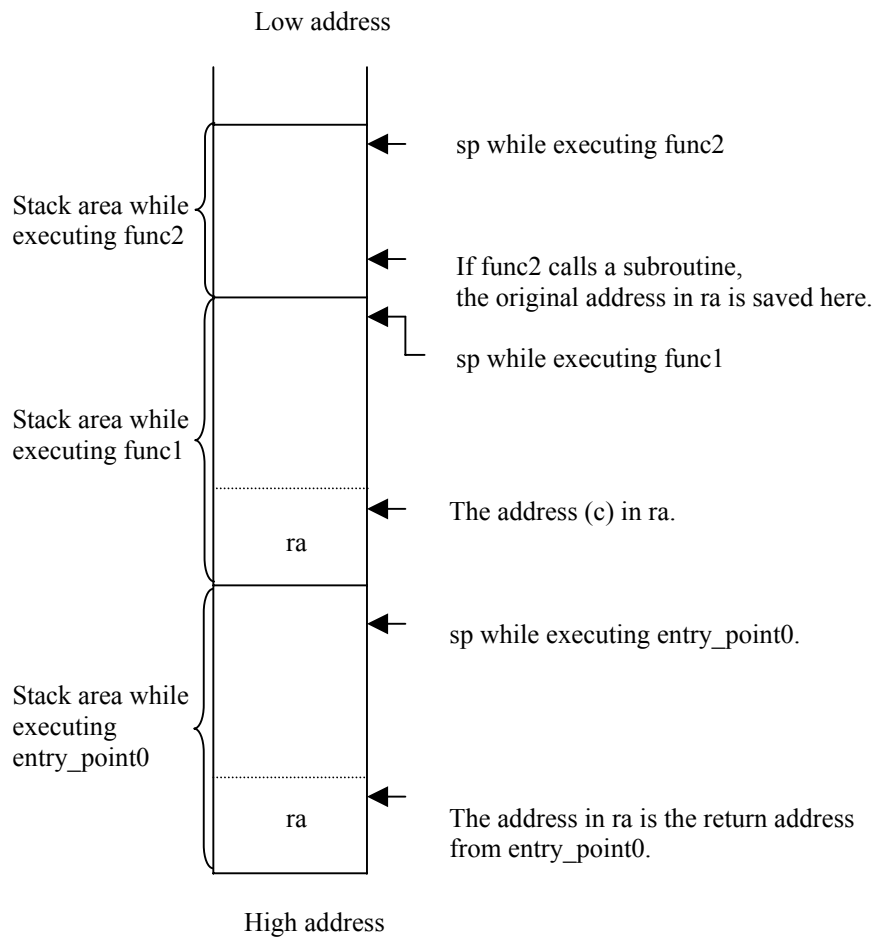 Low address
sp while executing func2
Stack area while
executing func2
If func2 calls a subroutine,
the original address in ra is saved here.
sp while executing func1
Stack area while
executing func1
The address (c) in ra.
ra
sp while executing entry_point0.
Stack area while
executing
entry_point0
ra
The address in ra is the return address
from entry_point0.
High address